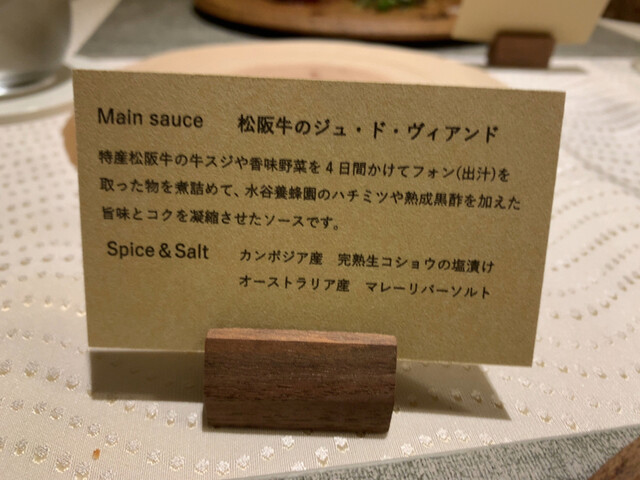 Main sauce 松阪牛のジュ・ド・ヴィアンド
特産松阪牛の牛スジや香味野菜を4日間かけてフォン(出汁)を
取った物を煮詰めて、水谷養蜂園のハチミツや熟成黒酢を加えた
旨味とコクを凝縮させたソースです。
Spice & Salt カンボジア産 完熟生コショウの塩漬け
オーストラリア産 マレーリバーソルト